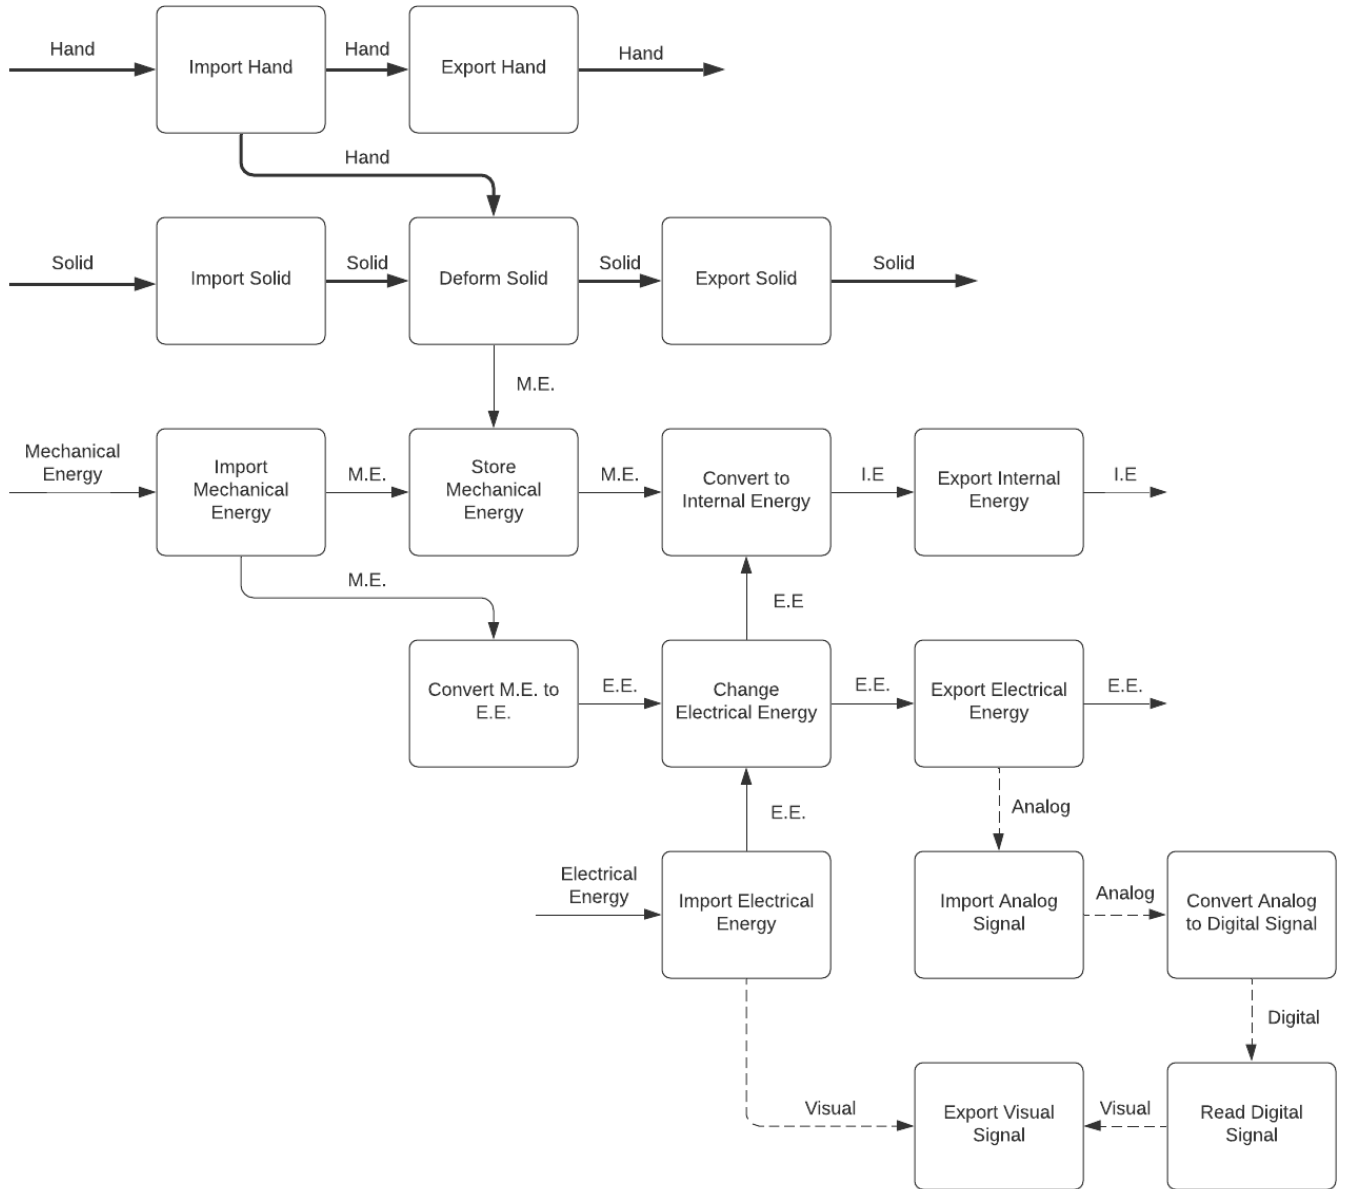 Hand
Import Hand
Hand
Export Hand
Hand
Hand
Solid
Import Solid
Solid
Deform Solid
Solid
Export Solid
Solid
M.E.
Mechanical
Energy
Import
Mechanical
Energy
M.E.
Store
Mechanical
Energy
M.E.
Convert to
Internal Energy
I.E
Export Internal
Energy
I.E
M.E.
E.E
Convert M.E. to
E.E.
E.E.
Change
Electrical Energy
E.E.
Export Electrical
Energy
E.E.
E.E.
Analog
Electrical
Energy
Import Electrical
Energy
Import Analog
Signal
Analog
Convert Analog
to Digital Signal
Digital
Visual
Export Visual
Signal
Visual
Read Digital
Signal